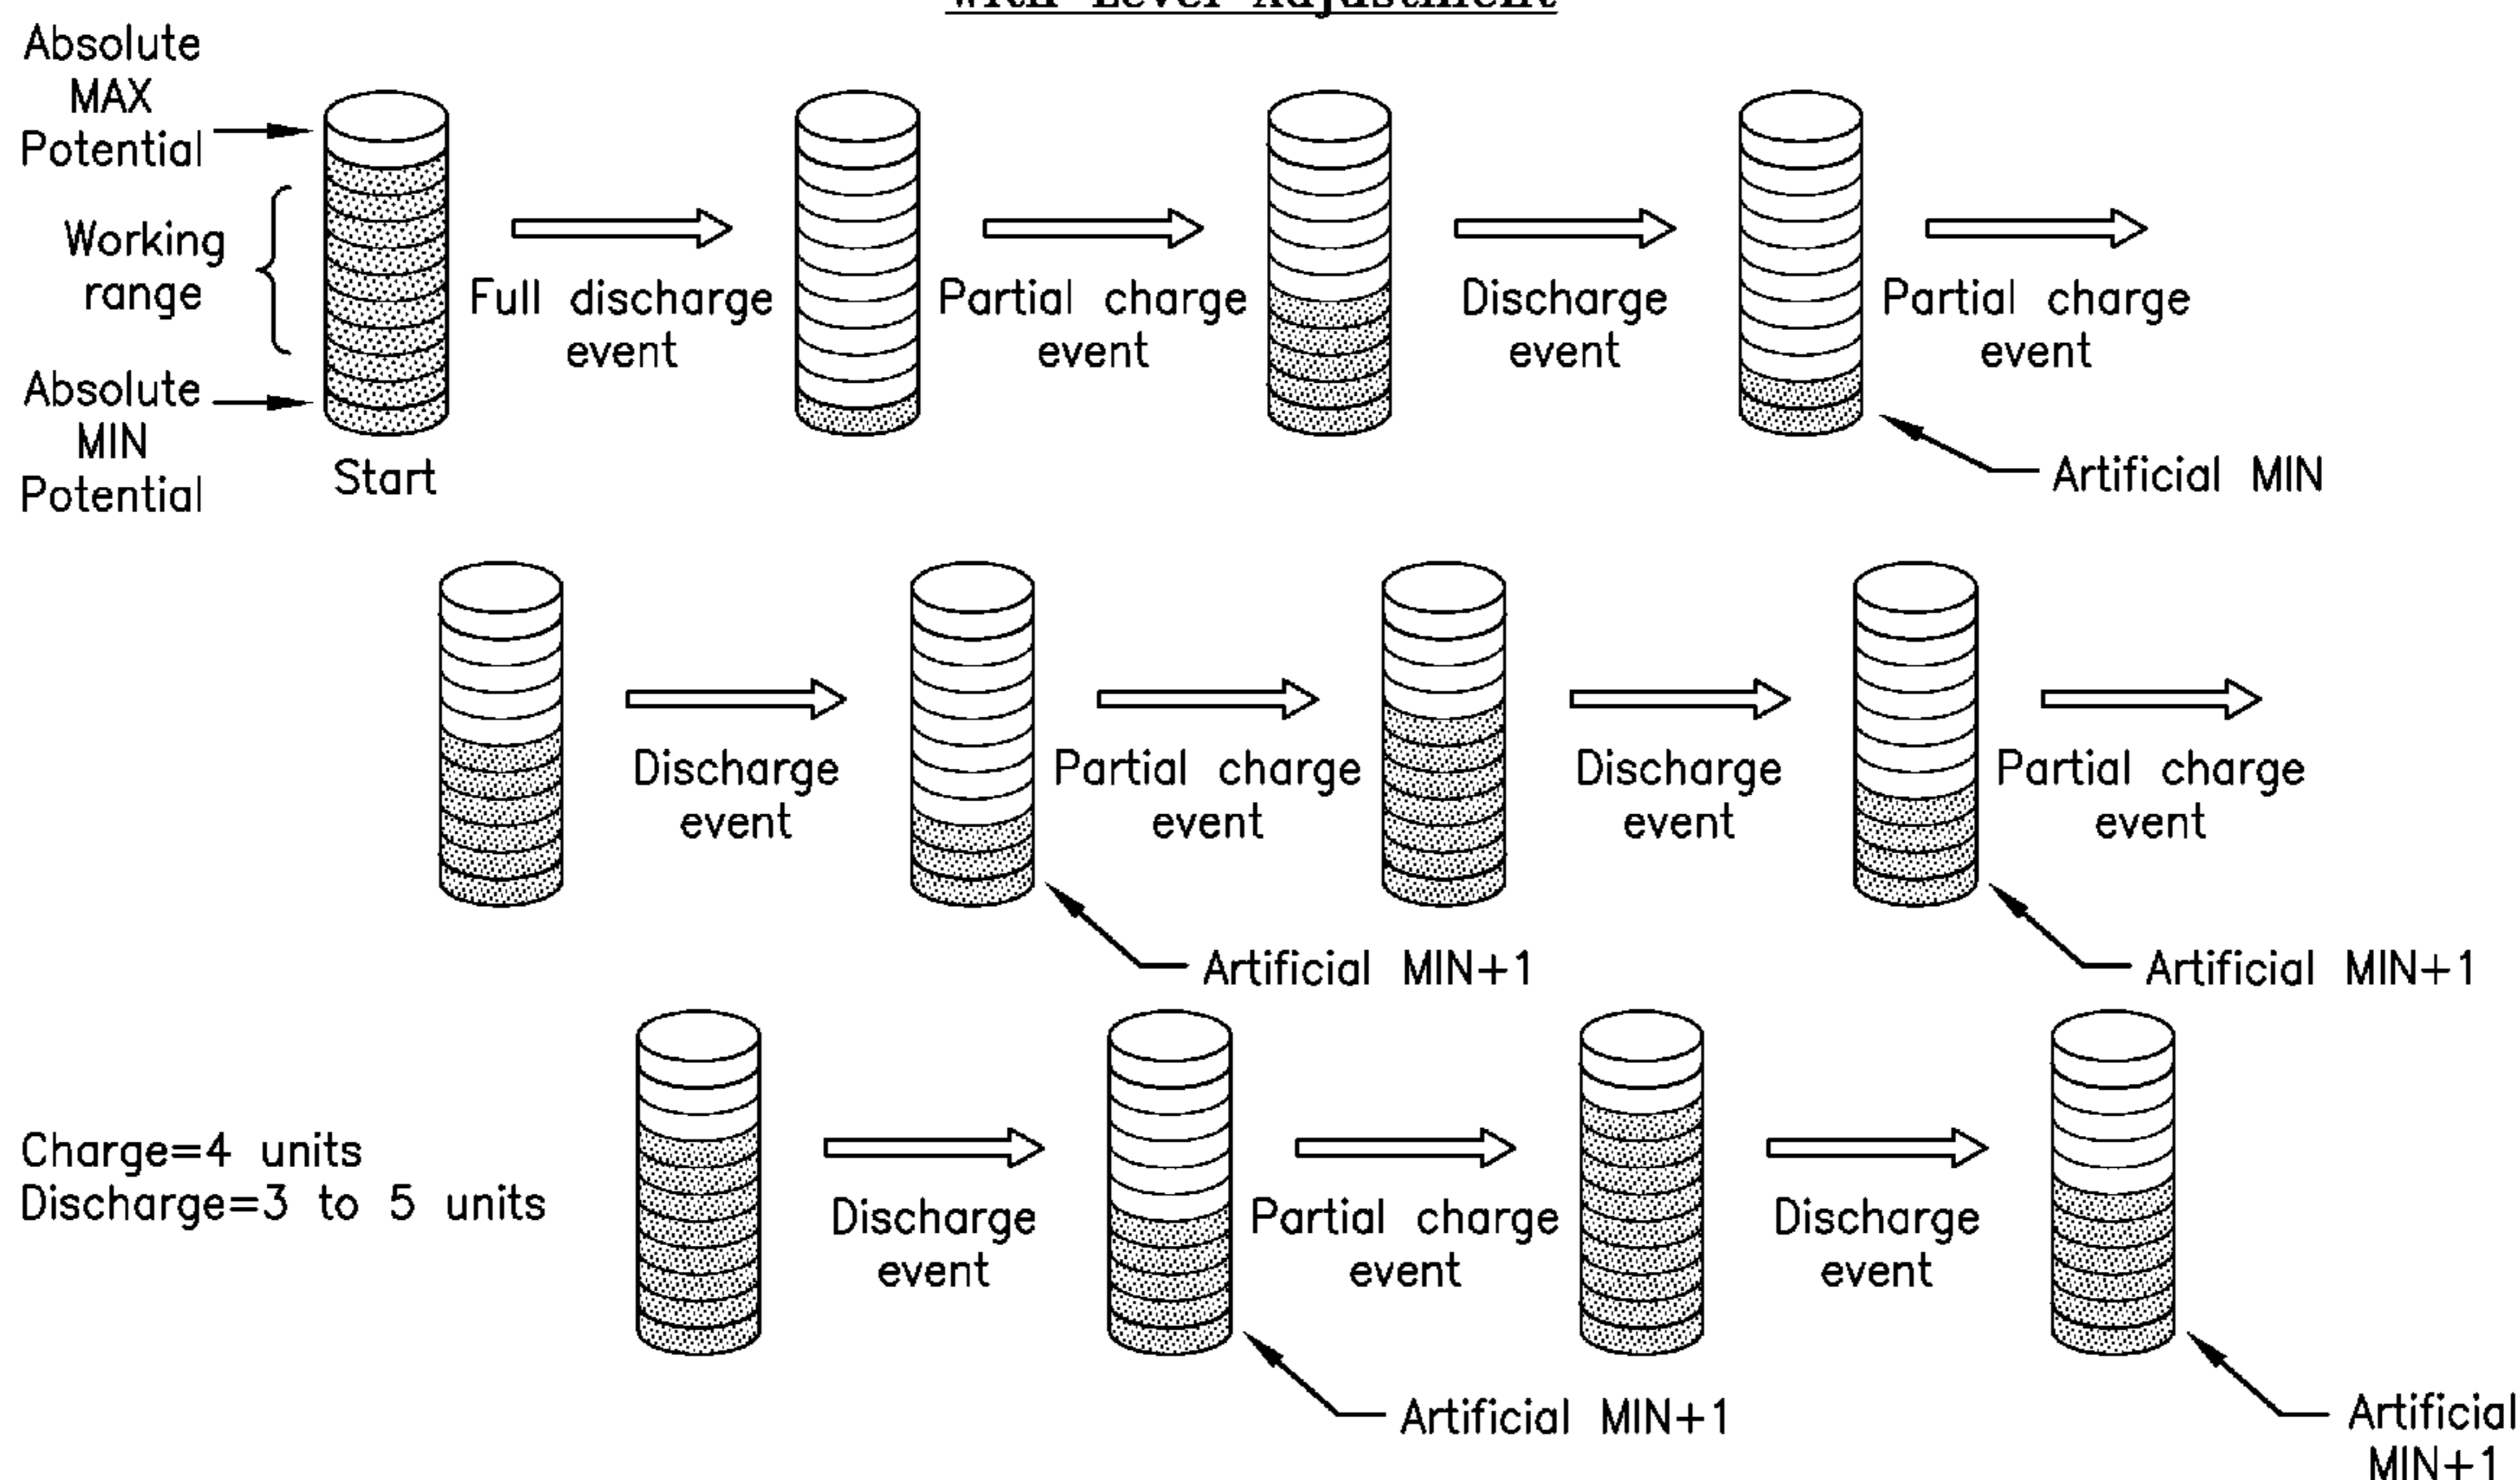 with Level Adjustment
Absolute
MAX
Potential
Working
range
Absolute
MIN
Potential
Start
Full discharge
event
Partial charge
event
Discharge
event
Partial charge
event
Artificial MIN
Discharge
event
Partial charge
event
Discharge
event
Partial charge
event
Artificial MIN+1
Artificial MIN+1
Charge=4 units
Discharge=3 to 5 units
Discharge
event
Partial charge
event
Discharge
event
Artificial MIN+1
Artificial
MIN+1